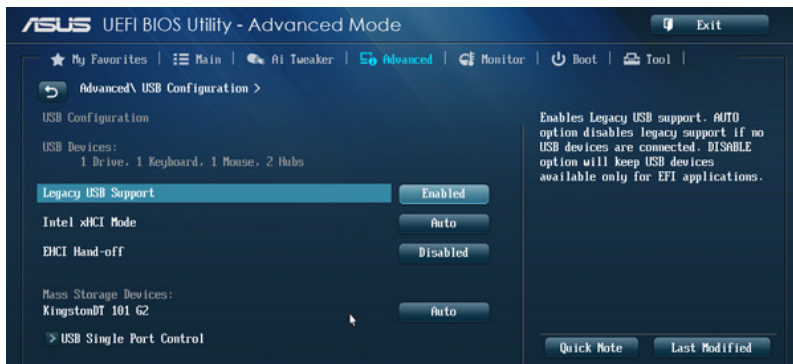 ASUS UEFI BIOS Utility - Advanced Mode
Exit
My Favorites | Main | Ai Tweaker | Advanced | Monitor | Boot | Tool |
Advanced\ USB Configuration >
USB Configuration
USB Devices:
1 Drive, 1 Keyboard, 1 Mouse, 2 Hubs
Legacy USB Support Enabled
Intel xHCI Mode Auto
EHCI Hand-off Disabled
Mass Storage Devices:
KingstonDT 101 G2 Auto
> USB Single Port Control
Enables Legacy USB support. AUTO
option disables legacy support if no
USB devices are connected. DISABLE
option will keep USB devices
available only for EFI applications.
Quick Note Last Modified